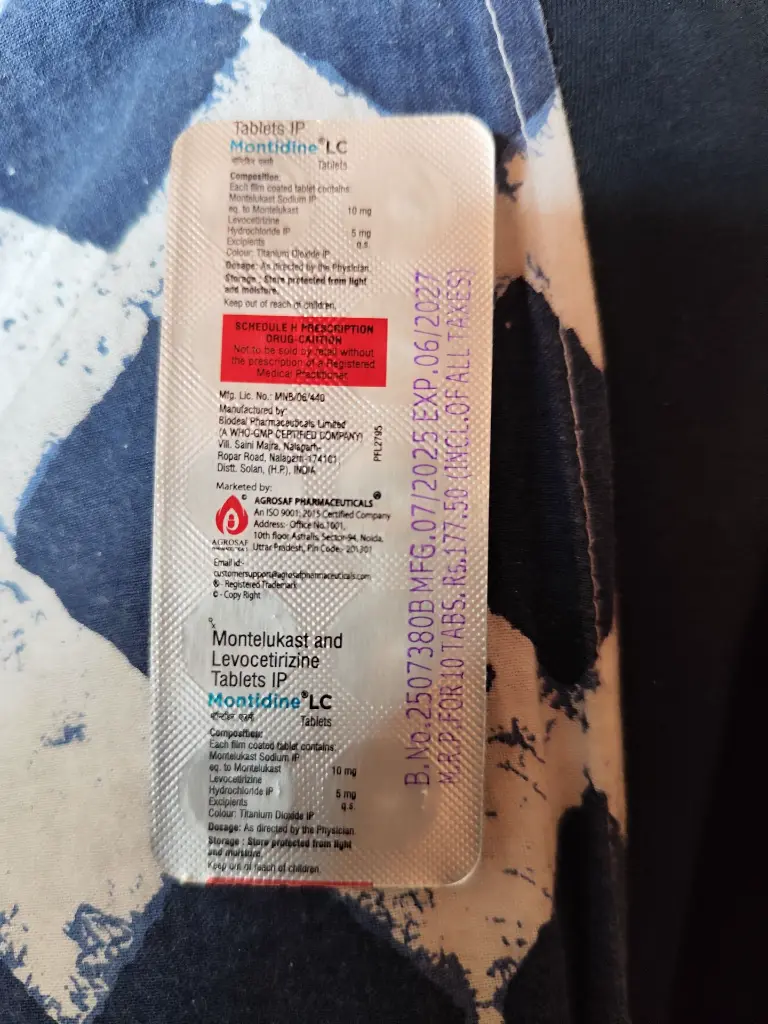 Tablets IP
Montidine® LC
Tablets
Composition:
Each film coated tablet contains:
Montelukast Sodium IP
eq. to Montelukast 10 mg
Levocetirizine
Hydrochloride IP 5 mg
Excipients q.s.
Colour: Titanium Dioxide IP
Dosage: As directed by the Physician
Storage : Store protected from light
and moisture.
Keep out of reach of children.
SCHEDULE H PRESCRIPTION
DRUG-CAUTION
Not to be sold by retail without
the prescription of a Registered
Medical Practitioner.
Mfg. Lic. No.: MNB/06/440
Manufactured by:
Biodeal Pharmaceuticals Limited
(A WHO-GMP CERTIFIED COMPANY)
Vill. Saini Majra, Nalagarh-
Ropar Road, Nalagarh-174101
Distt. Solan, (H.P.), INDIA
PFL2795
Marketed by:
© AGROSAF PHARMACEUTICALS®
An ISO 9001:2015 Certified Company
Address:- Office No.1001,
10th floor Astralis, Sector-94, Noida,
Uttar Pradesh, Pin Code:- 201301
AGROSAF
Email id:-
customersupport@agrosafpharmaceuticals.com
® - Registered Trademark
© - Copy Right
Rx
Montelukast and
Levocetirizine
Tablets IP
Montidine® LC
Tablets
Composition:
Each film coated tablet contains:
Montelukast Sodium IP
eq. to Montelukast 10 mg
Levocetirizine
Hydrochloride IP 5 mg
Excipients q.s.
Colour: Titanium Dioxide IP
Dosage: As directed by the Physician
Storage : Store protected from light
and moisture.
Keep out of reach of children.
B.No.2507380B MFG.07/2025 EXP.06/2027
M.R.P.FOR 10 TABS. Rs.177.50 (INCL.OF ALL TAXES)